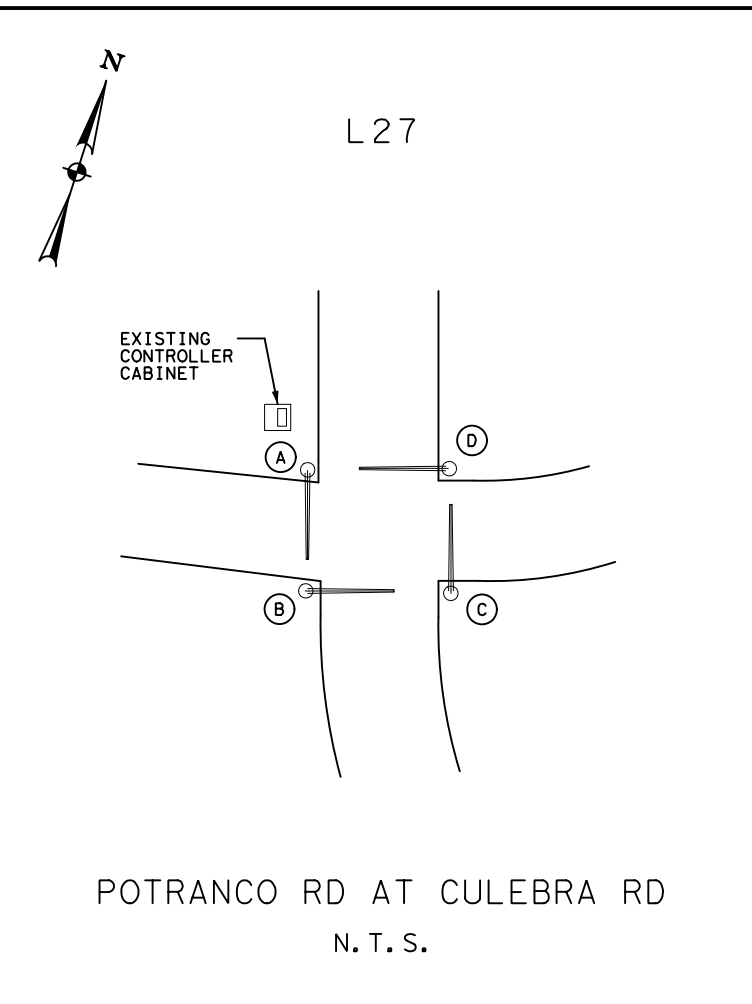 N
L27
EXISTING
CONTROLLER
CABINET
D
A
B
C
POTRANCO RD AT CULEBRA RD
N.T.S.